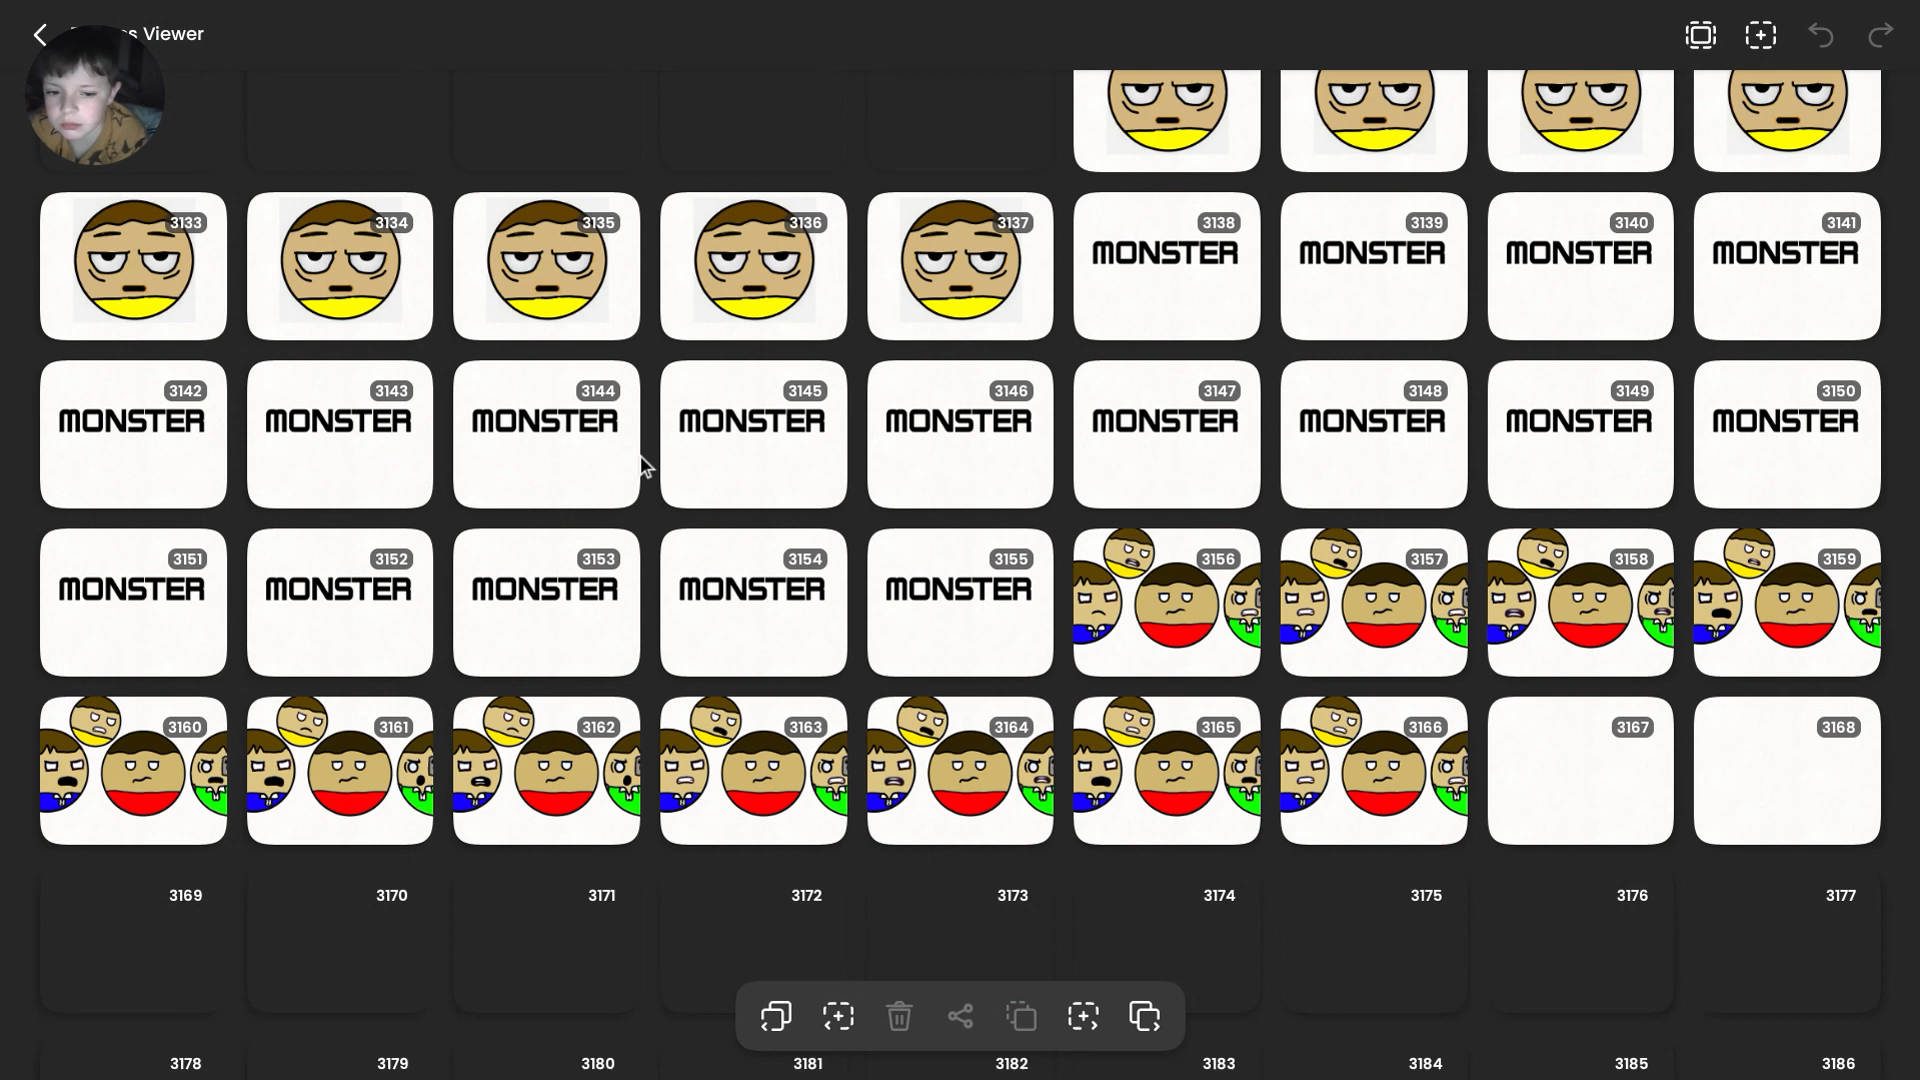 s Viewer
3133 3134 3135 3136 3137 3138 3139 3140 3141
MONSTER MONSTER MONSTER MONSTER
3142 3143 3144 3145 3146 3147 3148 3149 3150
MONSTER MONSTER MONSTER MONSTER MONSTER MONSTER MONSTER MONSTER MONSTER
3151 3152 3153 3154 3155 3156 3157 3158 3159
MONSTER MONSTER MONSTER MONSTER MONSTER
3160 3161 3162 3163 3164 3165 3166 3167 3168
3169 3170 3171 3172 3173 3174 3175 3176 3177
3178 3179 3180 3181 3182 3183 3184 3185 3186